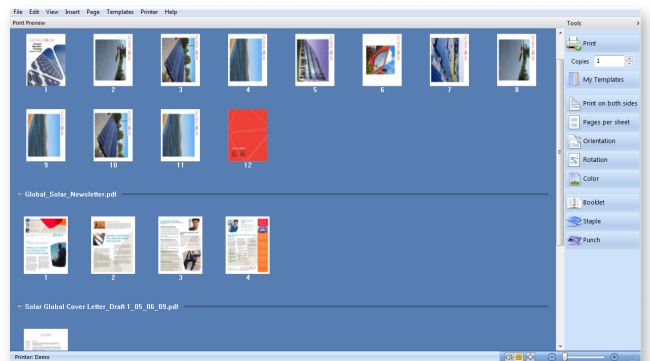 File Edit View Insert Page Templates Printer Help
Print Preview
Tools
Print
Copies 1
My Templates
Print on both sides
Pages per sheet
Orientation
Rotation
Color
Booklet
Staple
Punch
1 2 3 4 5 6 7 8
9 10 11 12
Global_Solar_Newsletter.pdf
1 2 3 4
Solar Global Cover Letter_Draft 1_05_06_09.pdf
Printer: Demo